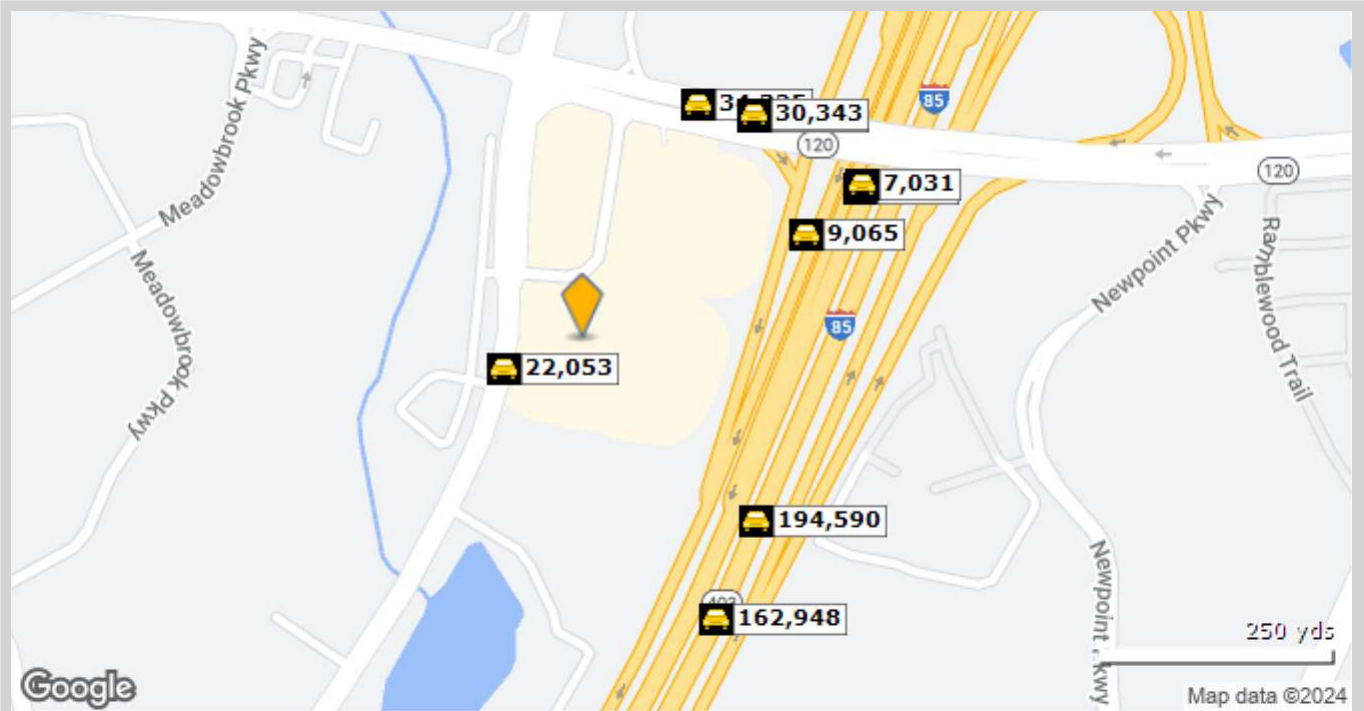 Meadowbrook Pkwy
30,343
85
120
120
7,031
9,065
Newpoint Pkwy
Ramblewood Trail
Meadowbrook Pkwy
85
22,053
194,590
162,948
Newpoint Pkwy
250 yds
Google
Map data ©2024